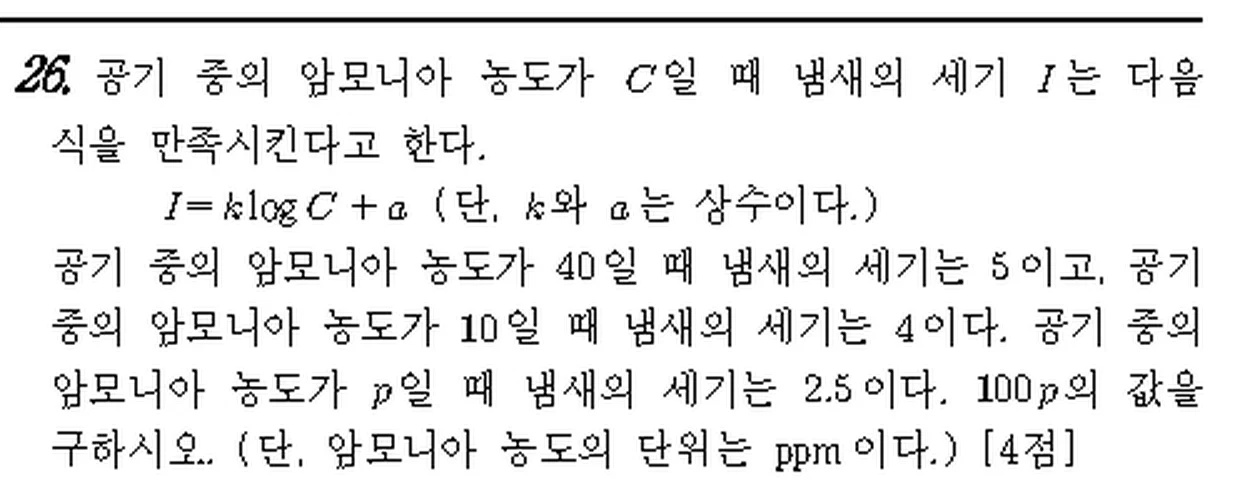 26. 공기 중의 암모니아 농도가 C일 때 냄새의 세기 I는 다음
식을 만족시킨다고 한다.
I=klogC+a (단, k와 a는 상수이다.)
공기 중의 암모니아 농도가 40일 때 냄새의 세기는 5이고, 공기
중의 암모니아 농도가 10일 때 냄새의 세기는 4이다. 공기 중의
암모니아 농도가 p일 때 냄새의 세기는 2.5이다. 100p의 값을
구하시오. (단, 암모니아 농도의 단위는 ppm이다.) [4점]